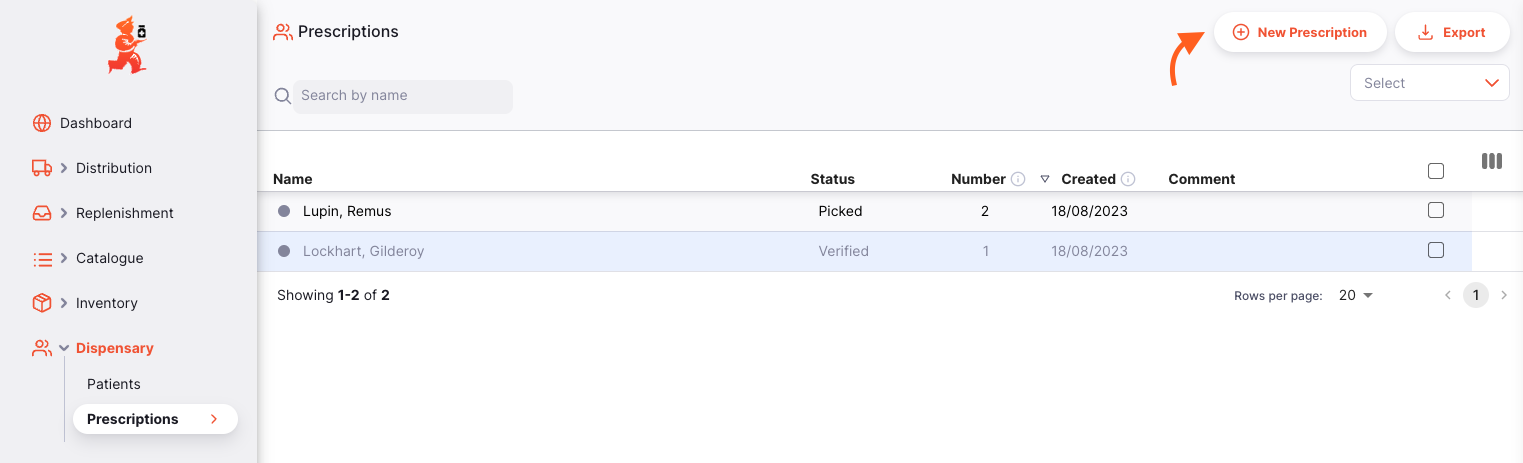 Prescriptions
New Prescription
Export
Search by name
Select
Dashboard
Distribution
Replenishment
Catalogue
Inventory
Dispensary
Patients
Prescriptions
Name Status Number Created Comment
Lupin, Remus Picked 2 18/08/2023
Lockhart, Gilderoy Verified 1 18/08/2023
Showing 1-2 of 2 Rows per page: 20 1